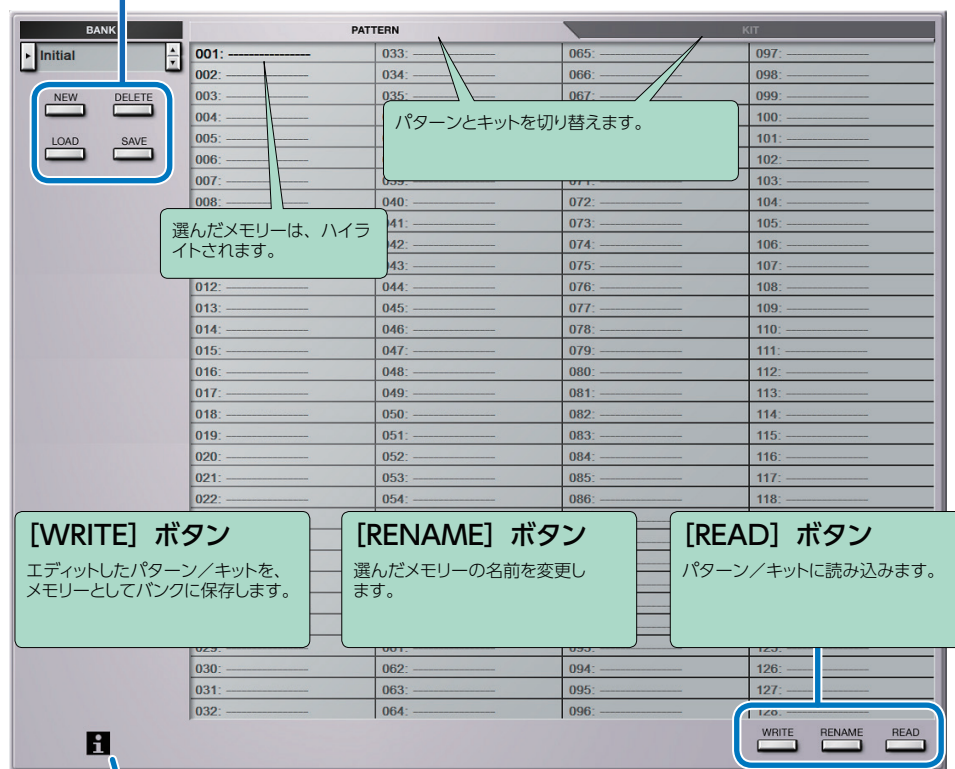 BANK PATTERN KIT
Initial
NEW DELETE
LOAD SAVE
001: ---------------- 033: ---------------- 065: ---------------- 097: ----------------
002: ---------------- 034: ---------------- 066: ---------------- 098: ----------------
003: ---------------- 035: ---------------- 067: ---------------- 099: ----------------
004: ---------------- 100: ----------------
005: ---------------- 101: ----------------
006: ---------------- 102: ----------------
パターンとキットを切り替えます。
007: ---------------- 039: ---------------- 071: ---------------- 103: ----------------
008: ---------------- 040: ---------------- 072: ---------------- 104: ----------------
選んだメモリーは、ハイラ
イトされます。
041: ---------------- 073: ---------------- 105: ----------------
042: ---------------- 074: ---------------- 106: ----------------
043: ---------------- 075: ---------------- 107: ----------------
012: ---------------- 044: ---------------- 076: ---------------- 108: ----------------
013: ---------------- 045: ---------------- 077: ---------------- 109: ----------------
014: ---------------- 046: ---------------- 078: ---------------- 110: ----------------
015: ---------------- 047: ---------------- 079: ---------------- 111: ----------------
016: ---------------- 048: ---------------- 080: ---------------- 112: ----------------
017: ---------------- 049: ---------------- 081: ---------------- 113: ----------------
018: ---------------- 050: ---------------- 082: ---------------- 114: ----------------
019: ---------------- 051: ---------------- 083: ---------------- 115: ----------------
020: ---------------- 052: ---------------- 084: ---------------- 116: ----------------
021: ---------------- 053: ---------------- 085: ---------------- 117: ----------------
022: ---------------- 054: ---------------- 086: ---------------- 118: ----------------
[WRITE] ボタン
エディットしたパターン／キットを、
メモリーとしてバンクに保存します。
[RENAME] ボタン
選んだメモリーの名前を変更し
ます。
[READ] ボタン
パターン／キットに読み込みます。
029: ---------------- 061: ---------------- 093: ---------------- 125: ----------------
030: ---------------- 062: ---------------- 094: ---------------- 126: ----------------
031: ---------------- 063: ---------------- 095: ---------------- 127: ----------------
032: ---------------- 064: ---------------- 096: ---------------- 128: ----------------
i
WRITE RENAME READ